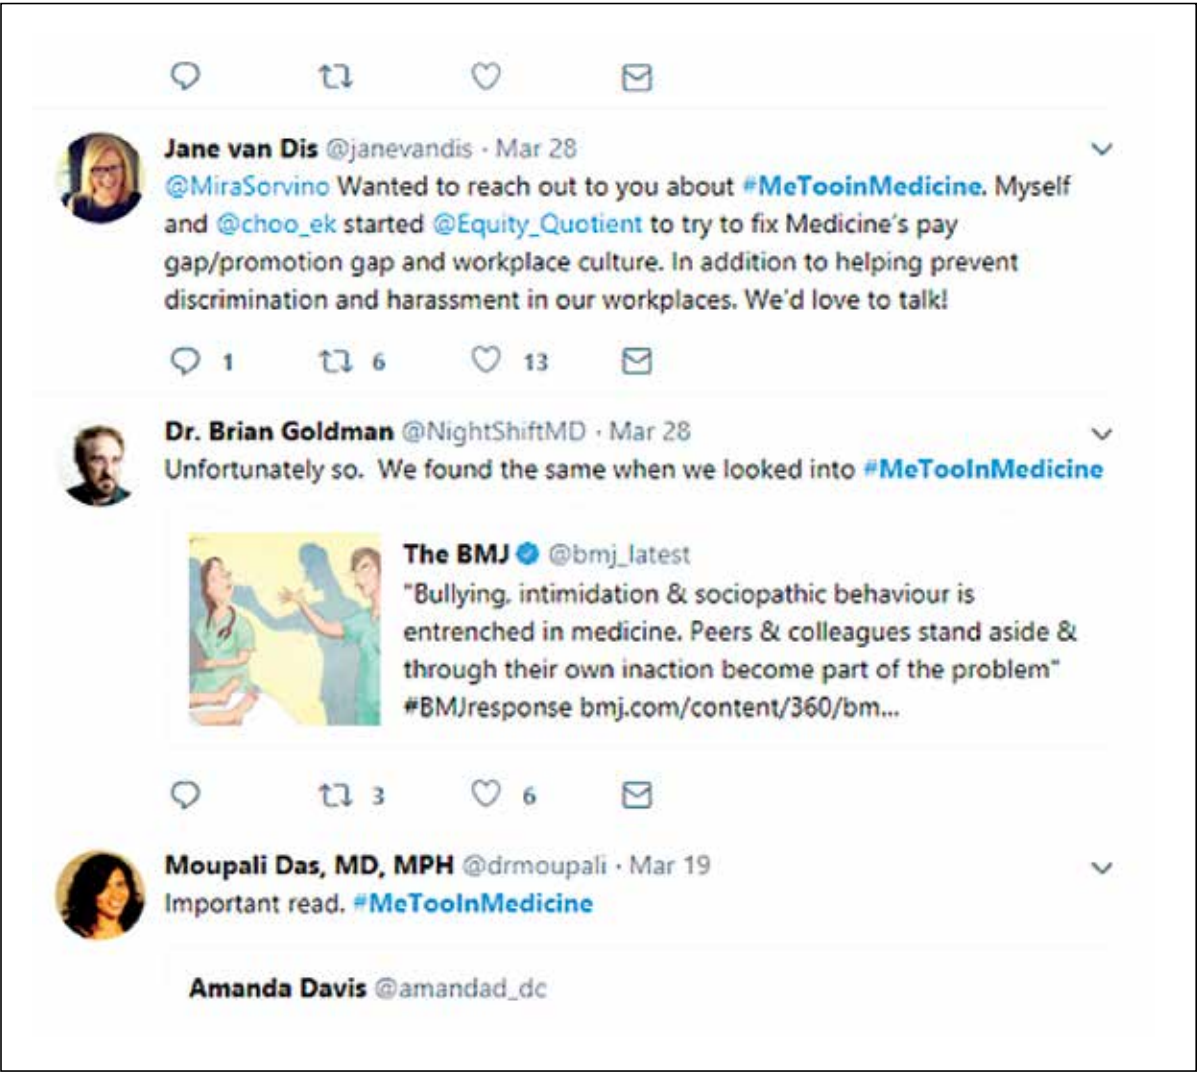 Jane van Dis @janevandis · Mar 28
@MiraSorvino Wanted to reach out to you about #MeTooinMedicine. Myself
and @choo_ek started @Equity_Quotient to try to fix Medicine's pay
gap/promotion gap and workplace culture. In addition to helping prevent
discrimination and harassment in our workplaces. We'd love to talk!
1 6 13
Dr. Brian Goldman @NightShiftMD · Mar 28
Unfortunately so. We found the same when we looked into #MeTooInMedicine
The BMJ @bmj_latest
"Bullying, intimidation & sociopathic behaviour is
entrenched in medicine. Peers & colleagues stand aside &
through their own inaction become part of the problem"
#BMJresponse bmj.com/content/360/bm...
3 6
Moupali Das, MD, MPH @drmoupali · Mar 19
Important read. #MeTooInMedicine
Amanda Davis @amandad_dc